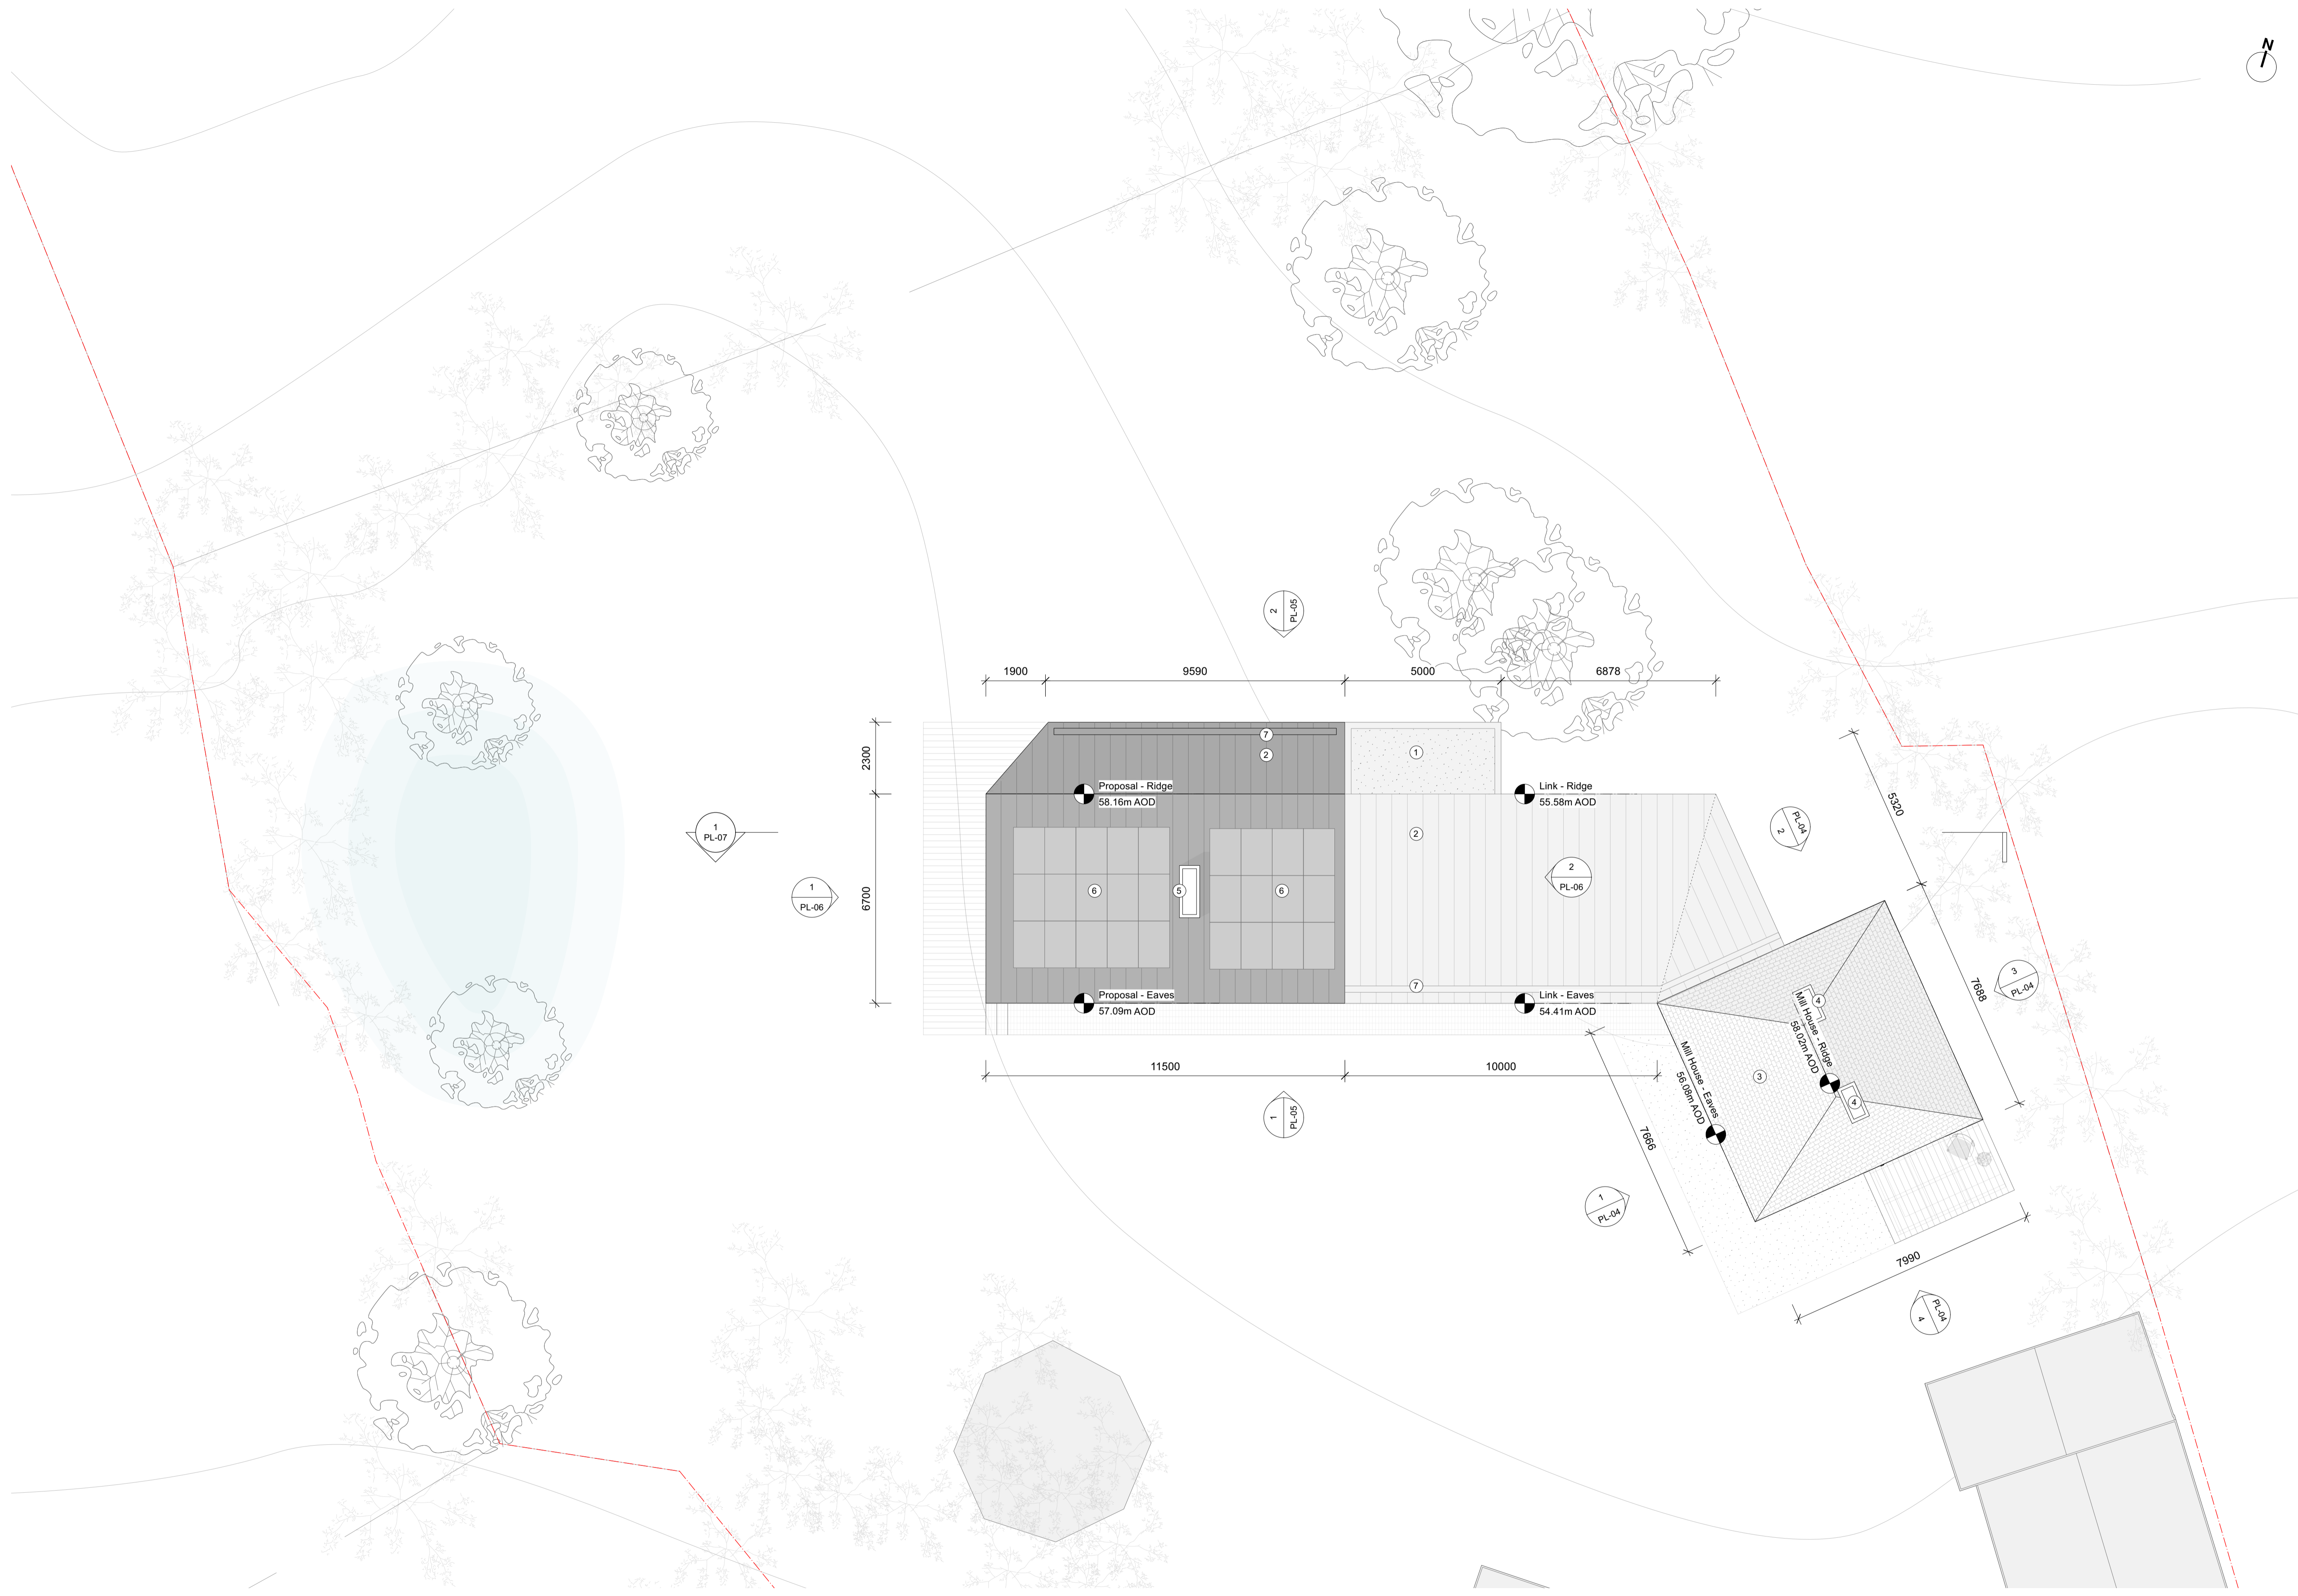 N
2
PL-05
1900
9590
5000
6878
2300
7
2
1
Proposal - Ridge
58.16m AOD
Link - Ridge
55.58m AOD
5320
PL-04
2
1
PL-07
2
2
PL-06
1
PL-06
6700
6
5
6
7
Proposal - Eaves
57.09m AOD
Link - Eaves
54.41m AOD
3
PL-04
7688
4
Mill House - Ridge
58.02m AOD
Mill House - Eaves
56.08m AOD
3
4
11500
10000
1
PL-05
7666
1
PL-04
7990
PL-04
4